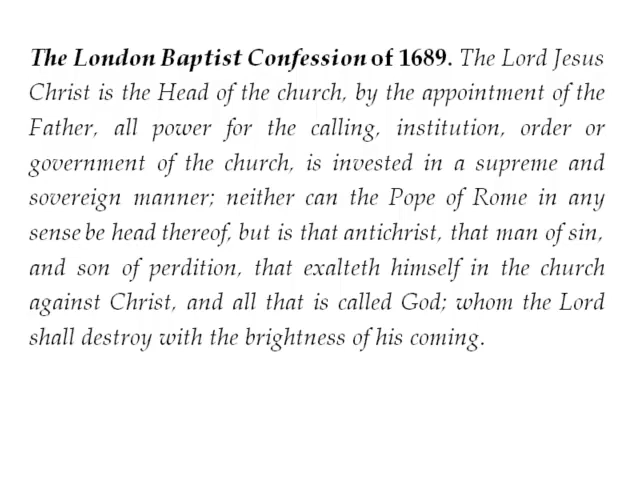 The London Baptist Confession of 1689. The Lord Jesus
Christ is the Head of the church, by the appointment of the
Father, all power for the calling, institution, order or
government of the church, is invested in a supreme and
sovereign manner; neither can the Pope of Rome in any
sense be head thereof, but is that antichrist, that man of sin,
and son of perdition, that exalteth himself in the church
against Christ, and all that is called God; whom the Lord
shall destroy with the brightness of his coming.